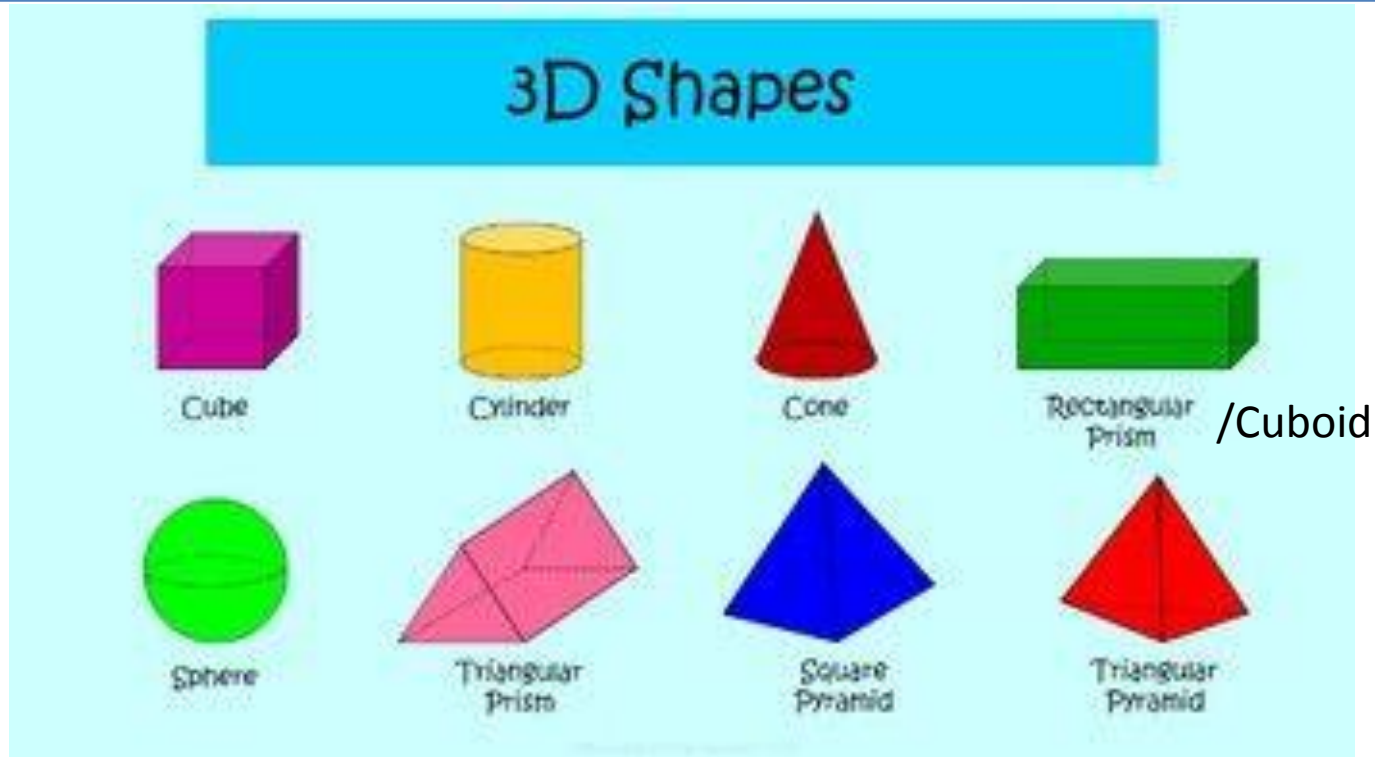 3D Shapes
Cube
Cylinder
Cone
Rectangular
Prism
/Cuboid
Sphere
Triangular
Prism
Square
Pyramid
Triangular
Pyramid